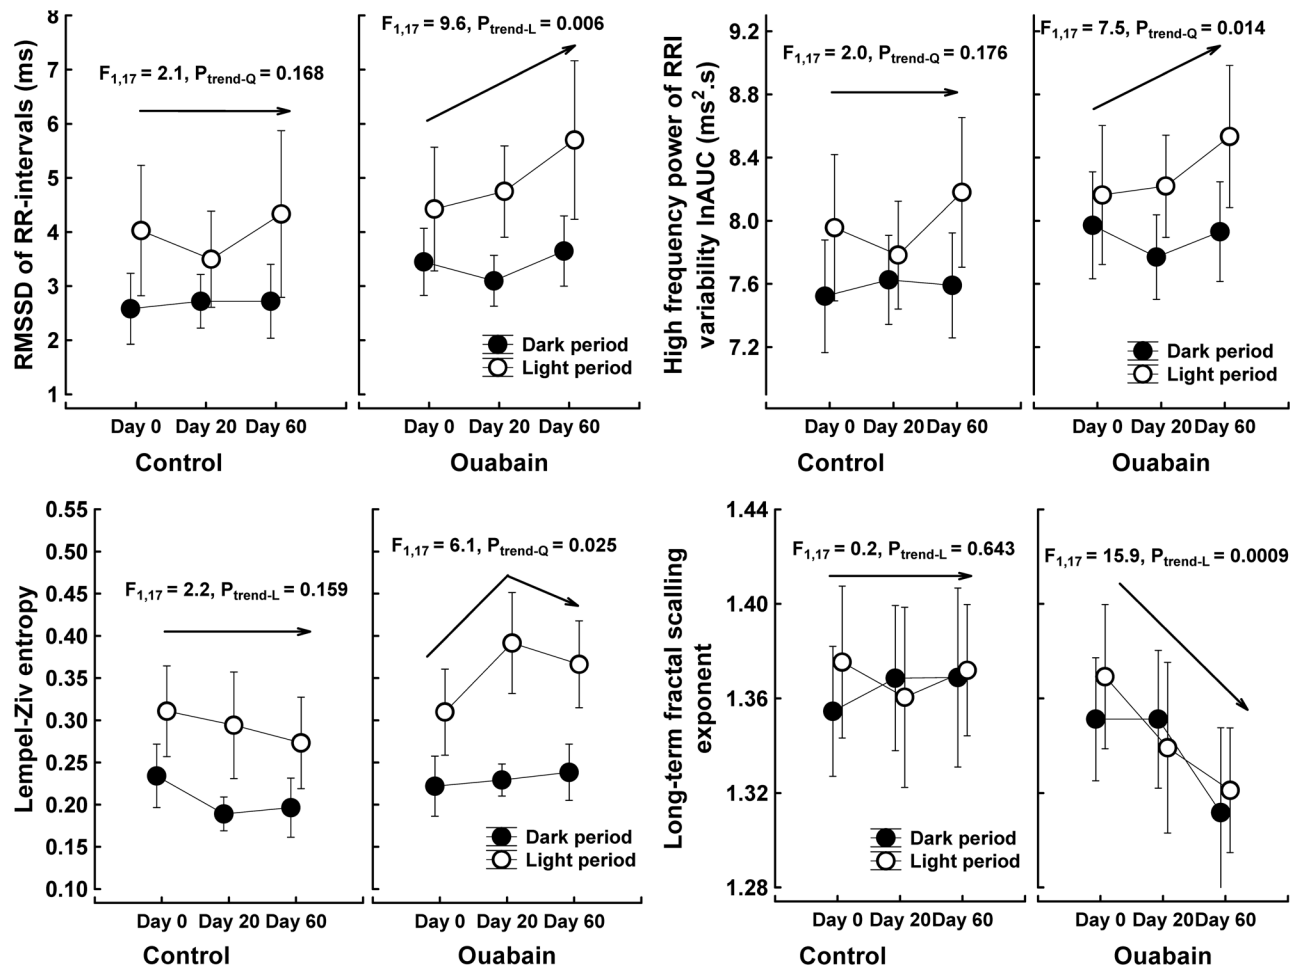 RMSSD of RR-intervals (ms)
8
7
6
5
4
3
2
1
F1,17 = 2.1, Ptrend-Q = 0.168
F1,17 = 9.6, Ptrend-L = 0.006
Dark period
Light period
Day 0 Day 20 Day 60
Day 0 Day 20 Day 60
Control
Ouabain
High frequency power of RRI
variability lnAUC (ms2.s)
9.2
8.8
8.4
8.0
7.6
7.2
F1,17 = 2.0, Ptrend-Q = 0.176
F1,17 = 7.5, Ptrend-Q = 0.014
Dark period
Light period
Day 0 Day 20 Day 60
Day 0 Day 20 Day 60
Control
Ouabain
Lempel-Ziv entropy
0.55
0.50
0.45
0.40
0.35
0.30
0.25
0.20
0.15
0.10
F1,17 = 2.2, Ptrend-L = 0.159
F1,17 = 6.1, Ptrend-Q = 0.025
Dark period
Light period
Day 0 Day 20 Day 60
Day 0 Day 20 Day 60
Control
Ouabain
Long-term fractal scalling
exponent
1.44
1.40
1.36
1.32
1.28
F1,17 = 0.2, Ptrend-L = 0.643
F1,17 = 15.9, Ptrend-L = 0.0009
Dark period
Light period
Day 0 Day 20 Day 60
Day 0 Day 20 Day 60
Control
Ouabain